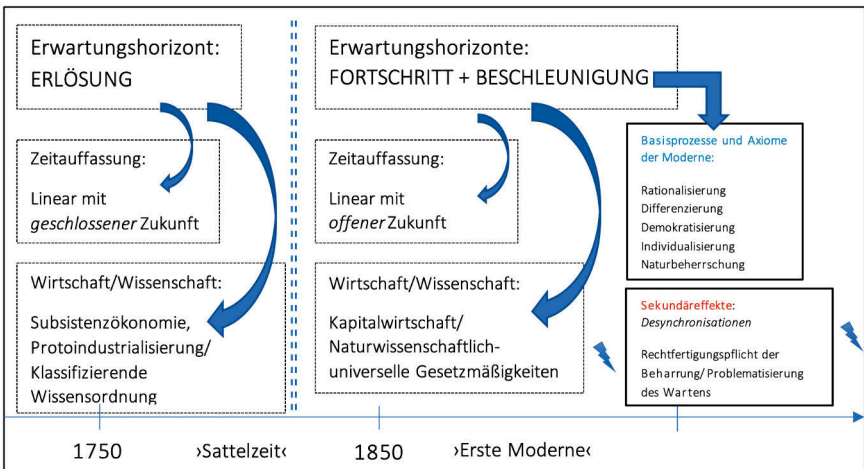 Erwartungshorizont:
ERLÖSUNG
Zeitauffassung:
Linear mit
geschlossener Zukunft
Wirtschaft/Wissenschaft:
Subsistenzökonomie,
Protoindustrialisierung/
Klassifizierende
Wissensordnung
Erwartungshorizonte:
FORTSCHRITT + BESCHLEUNIGUNG
Zeitauffassung:
Linear mit
offener Zukunft
Wirtschaft/Wissenschaft:
Kapitalwirtschaft/
Naturwissenschaftlich-
universelle Gesetzmäßigkeiten
Basisprozesse und Axiome
der Moderne:
Rationalisierung
Differenzierung
Demokratisierung
Individualisierung
Naturbeherrschung
Sekundäreffekte:
Desynchronisationen
Rechtfertigungspflicht der
Beharrung/Problematisierung
des Wartens
1750
›Sattelzeit‹
1850
›Erste Moderne‹